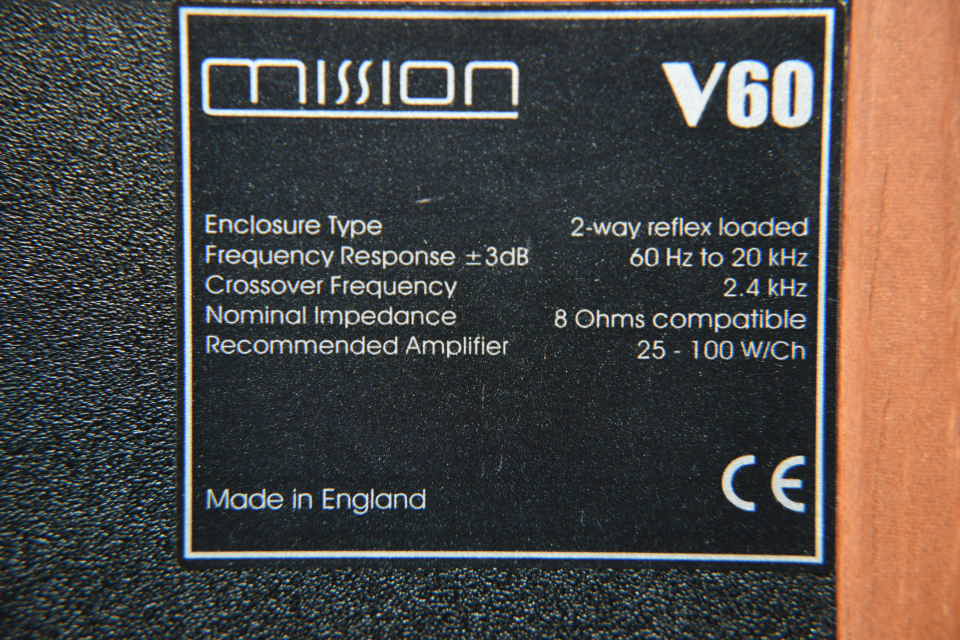 mission V60
Enclosure Type 2-way reflex loaded
Frequency Response ±3dB 60 Hz to 20 kHz
Crossover Frequency 2.4 kHz
Nominal Impedance 8 Ohms compatible
Recommended Amplifier 25 - 100 W/Ch
Made in England CE